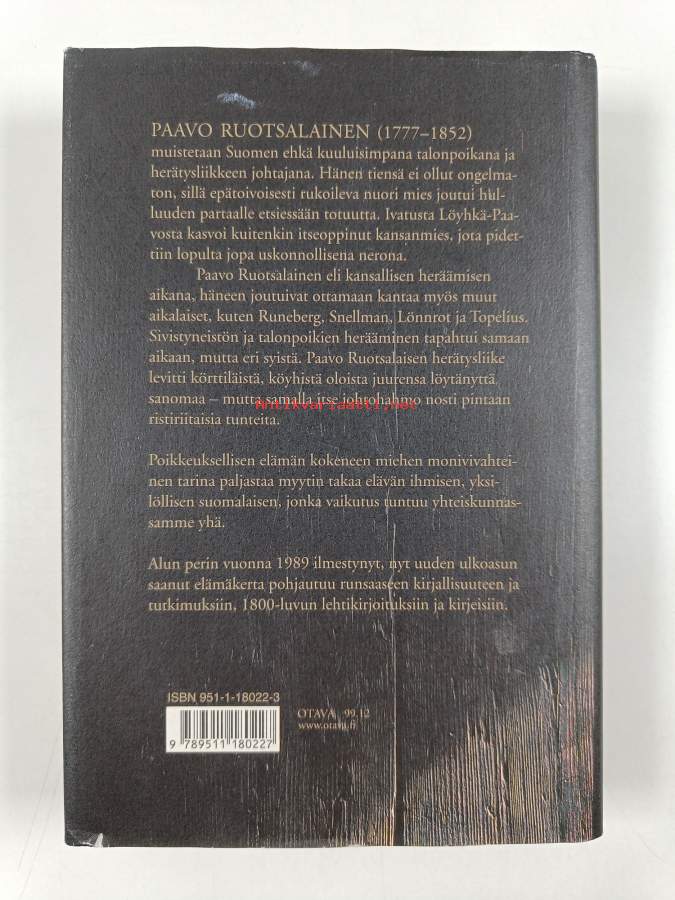 PAAVO RUOTSALAINEN (1777–1852)
muistetaan Suomen ehkä kuuluisimpana talonpoikana ja
herätysliikkeen johtajana. Hänen tiensä ei ollut ongelma-
ton, sillä epätoivoisesti rukoileva nuori mies joutui hul-
luuden partaalle etsiessään totuutta. Ivatusta Löyhkä-Paa-
vosta kasvoi kuitenkin itseoppinut kansanmies, jota pidet-
tiin lopulta jopa uskonnollisena nerona.
Paavo Ruotsalainen eli kansallisen heräämisen
aikana, häneen joutuivat ottamaan kantaa myös muut
aikalaiset, kuten Runeberg, Snellman, Lönnrot ja Topelius.
Sivistyneistön ja talonpoikien herääminen tapahtui samaan
aikaan, mutta eri syistä. Paavo Ruotsalaisen herätysliike
levitti körttiläistä, köyhistä oloista juurensa löytänyttä
sanomaa – mutta samalla itse johtohahmo nosti pintaan
Antikvariaatti.net
ristiriitaisia tunteita.
Poikkeuksellisen elämän kokeneen miehen monivivahtei-
nen tarina paljastaa myytin takaa elävän ihmisen, yksi-
löllisen suomalaisen, jonka vaikutus tuntuu yhteiskunnas-
samme yhä.
Alun perin vuonna 1989 ilmestynyt, nyt uuden ulkoasun
saanut elämäkerta pohjautuu runsaaseen kirjallisuuteen ja
tutkimuksiin, 1800-luvun lehtikirjoituksiin ja kirjeisiin.
ISBN 951-1-18022-3
9 789511 180227
OTAVA 99.12
www.otava.fi